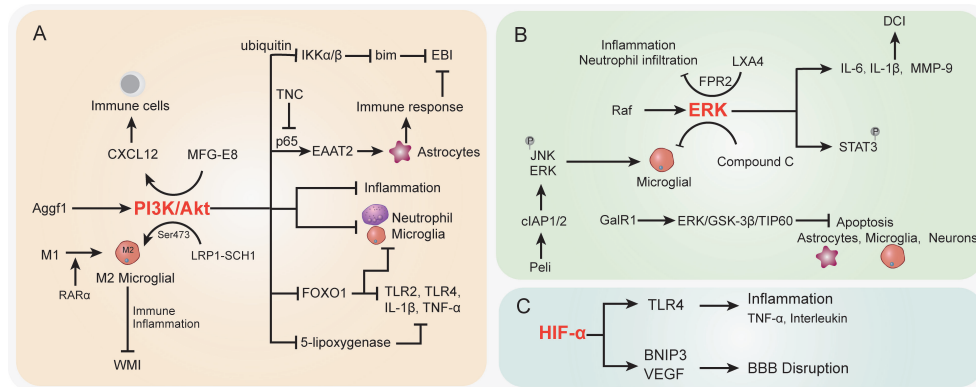 A
ubiquitin
IKKα/β
bim
EBI
Immune cells
TNC
Immune response
CXCL12
MFG-E8
p65
EAAT2
Astrocytes
Aggf1
PI3K/Akt
Inflammation
Neutrophil
Microglia
Ser473
M1
M2
LRP1-SCH1
M2 Microglial
RARα
FOXO1
TLR2, TLR4,
IL-1β, TNF-α
Immune
Inflammation
5-lipoxygenase
WMI
B
Inflammation
Neutrophil infiltration
LXA4
FPR2
DCI
IL-6, IL-1β, MMP-9
Raf
ERK
P
STAT3
P
JNK
ERK
Microglial
Compound C
cIAP1/2
GalR1
ERK/GSK-3β/TIP60
Apoptosis
Astrocytes, Microglia, Neurons
Peli
C
HIF-α
TLR4
Inflammation
TNF-α, Interleukin
BNIP3
VEGF
BBB Disruption